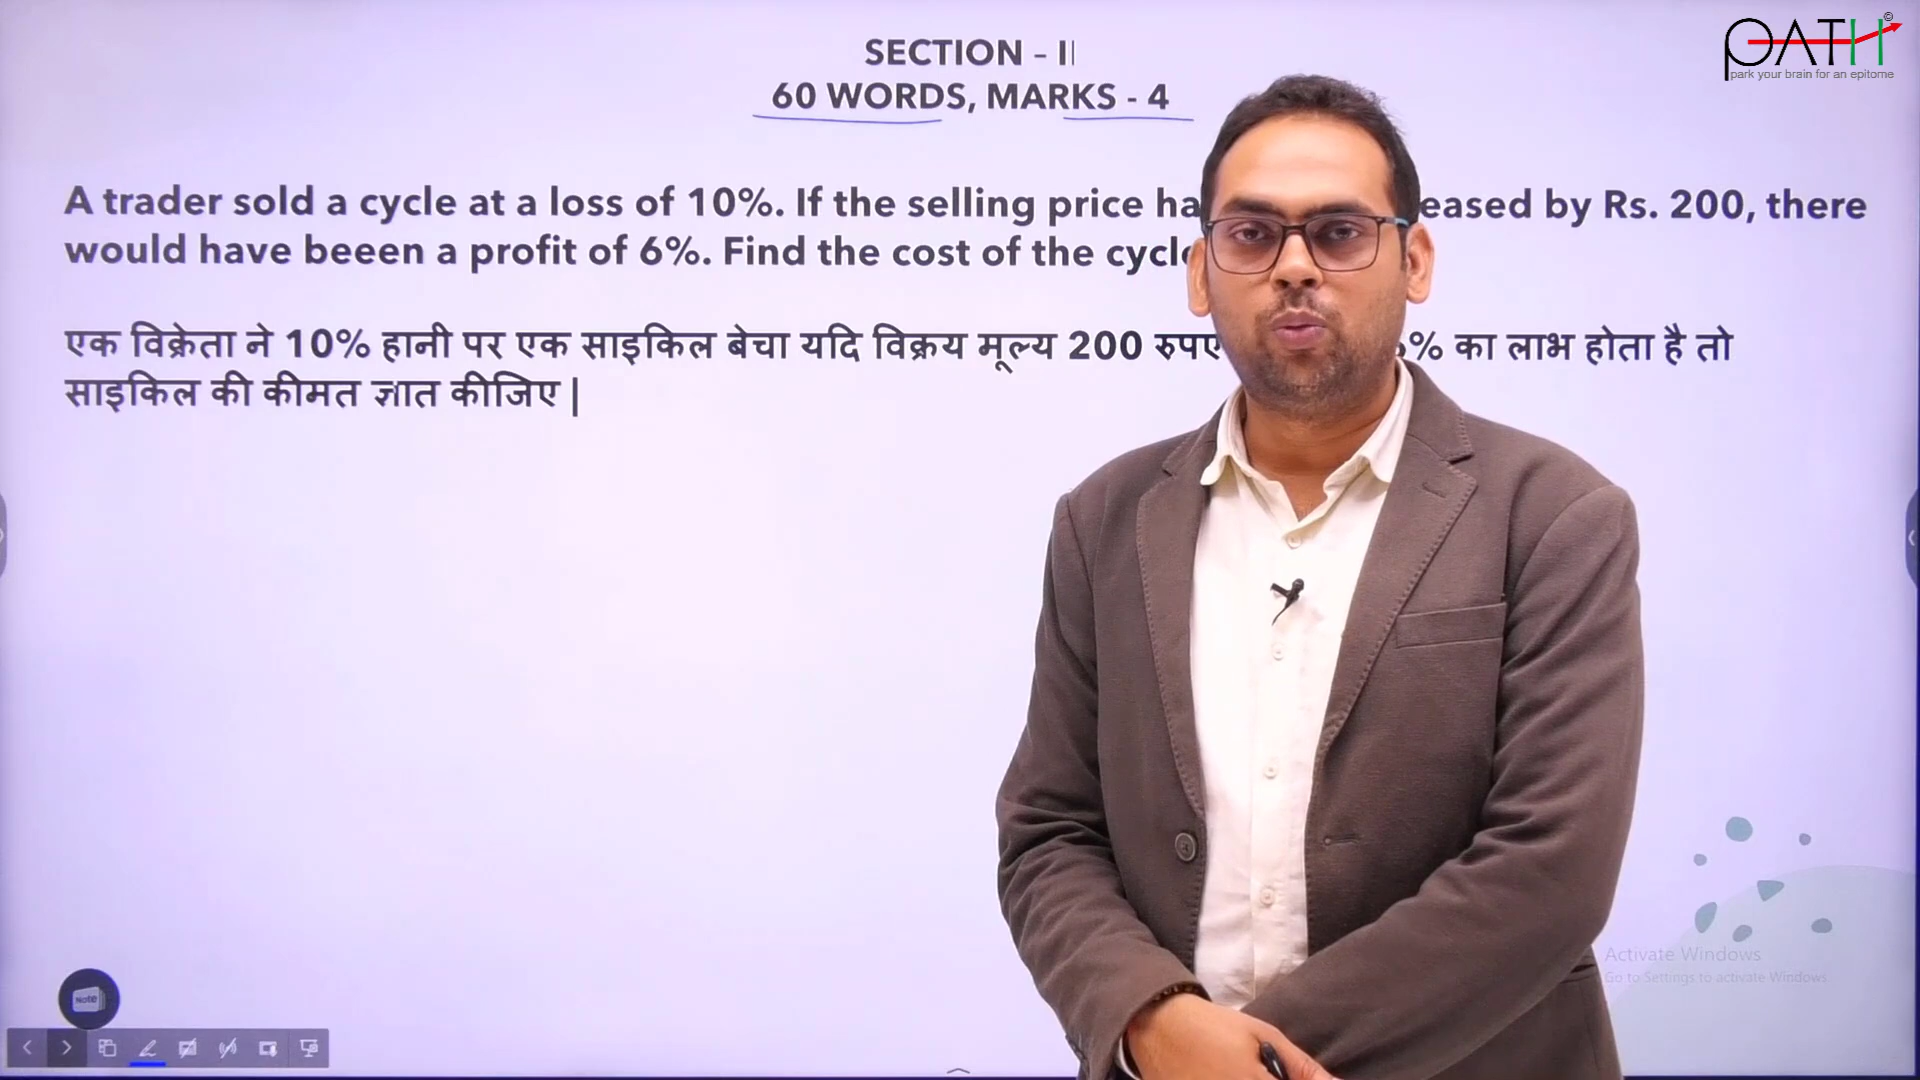 PATH
©
park your brain for an epitome
SECTION - II
60 WORDS, MARKS - 4
A trader sold a cycle at a loss of 10%. If the selling price ha eased by Rs. 200, there
would have beeen a profit of 6%. Find the cost of the cycl
एक विक्रेता ने 10% हानी पर एक साइकिल बेचा यदि विक्रय मूल्य 200 रुपए % का लाभ होता है तो
साइकिल की कीमत ज्ञात कीजिए |
Activate Windows
Go to Settings to activate Windows
Note